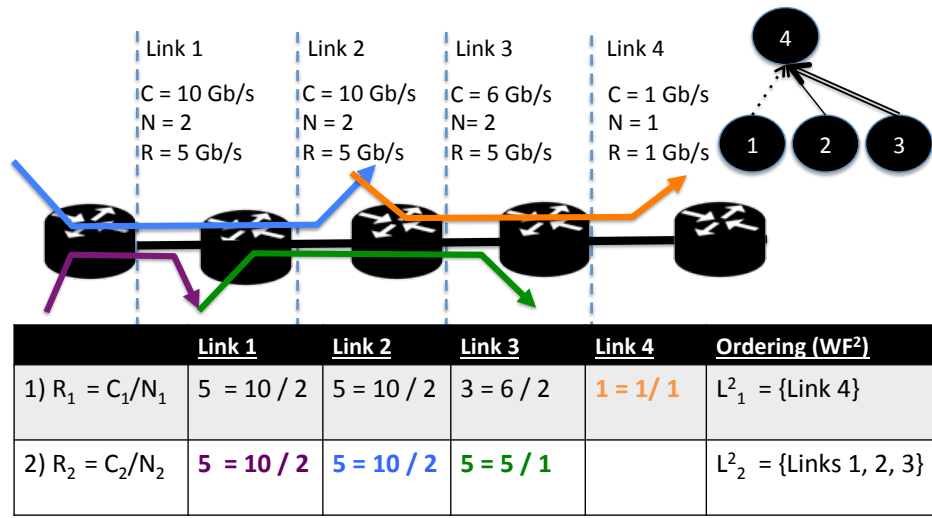 Link 1
Link 2
Link 3
Link 4
C = 10 Gb/s
N = 2
R = 5 Gb/s
C = 10 Gb/s
N = 2
R = 5 Gb/s
C = 6 Gb/s
N= 2
R = 5 Gb/s
C = 1 Gb/s
N = 1
R = 1 Gb/s
4
1 2 3
Link 1 Link 2 Link 3 Link 4 Ordering (WF²)
1) R₁ = C₁/N₁ 5 = 10 / 2 5 = 10 / 2 3 = 6 / 2 1 = 1/ 1 L²₁ = {Link 4}
2) R₂ = C₂/N₂ 5 = 10 / 2 5 = 10 / 2 5 = 5 / 1 L²₂ = {Links 1, 2, 3}